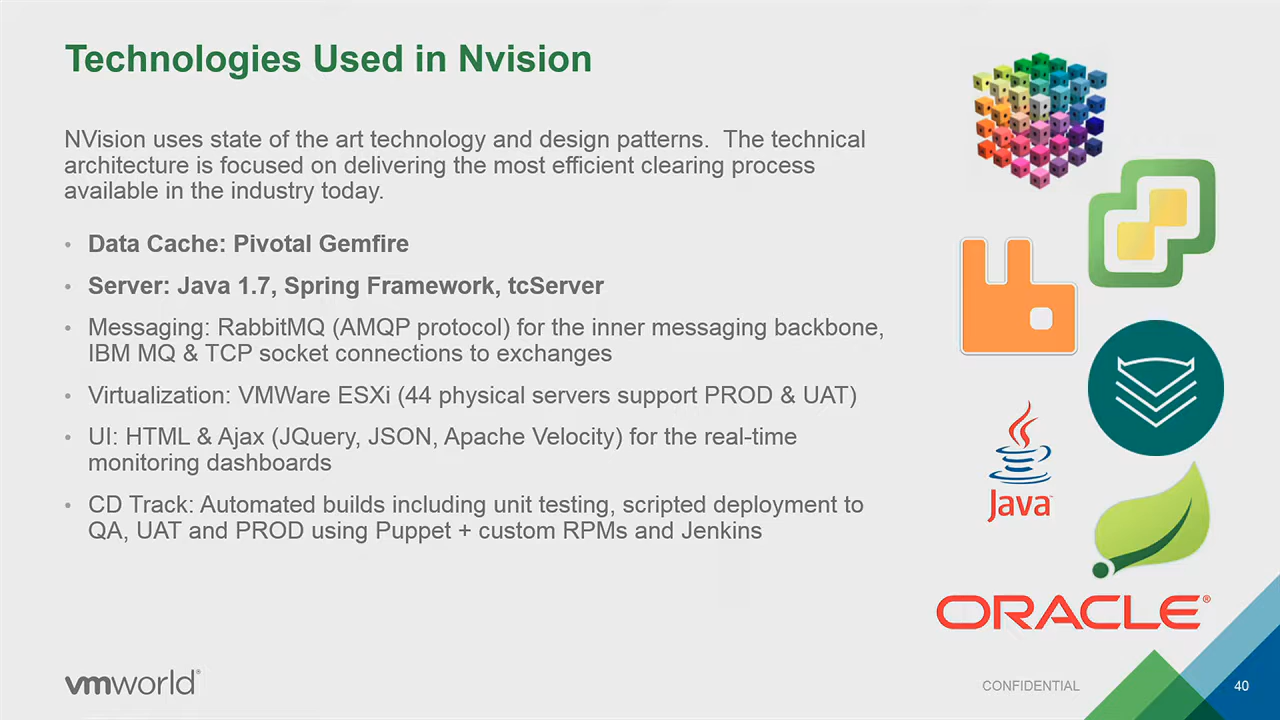 Technologies Used in Nvision
NVision uses state of the art technology and design patterns.  The technical
architecture is focused on delivering the most efficient clearing process
available in the industry today.
• Data Cache: Pivotal Gemfire
• Server: Java 1.7, Spring Framework, tcServer
• Messaging: RabbitMQ (AMQP protocol) for the inner messaging backbone,
IBM MQ & TCP socket connections to exchanges
• Virtualization: VMWare ESXi (44 physical servers support PROD & UAT)
• UI: HTML & Ajax (JQuery, JSON, Apache Velocity) for the real-time
monitoring dashboards
• CD Track: Automated builds including unit testing, scripted deployment to
QA, UAT and PROD using Puppet + custom RPMs and Jenkins
Java™
ORACLE®
vmworld®
CONFIDENTIAL
40